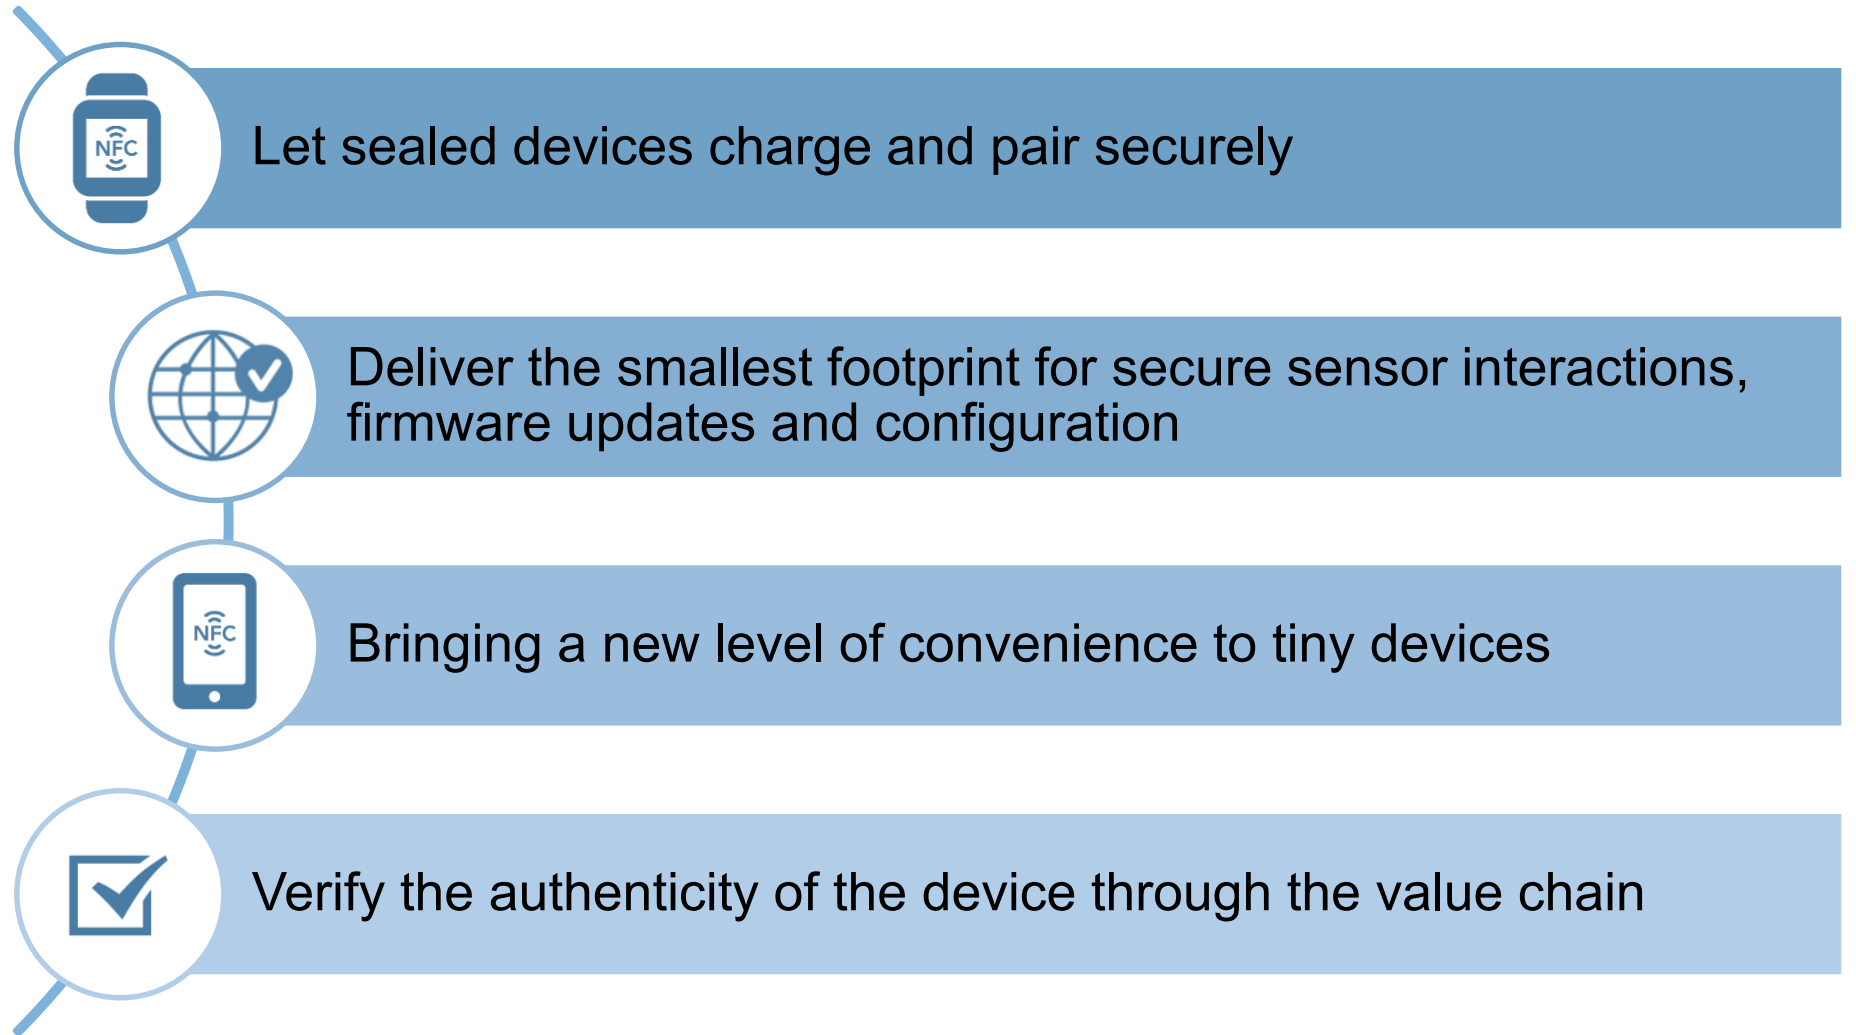 NFC
Let sealed devices charge and pair securely
Deliver the smallest footprint for secure sensor interactions,
firmware updates and configuration
NFC
Bringing a new level of convenience to tiny devices
Verify the authenticity of the device through the value chain